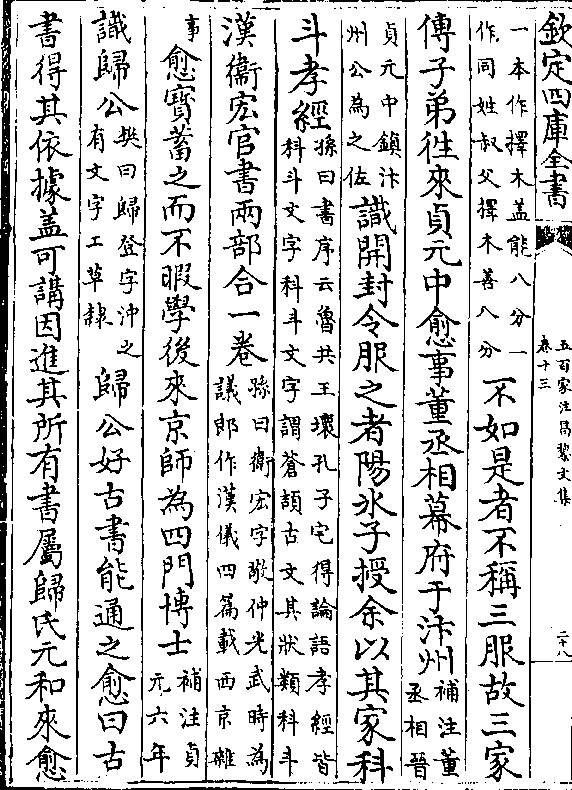 欽定四庫全書
五百家注昌黎文集
卷十三
二十八
一本作擇木蓋能八分一
作同姓叔父擇木善八分
不如是者不稱三服故三家
傳子弟徃來貞元中愈事董丞相幕府于汴州
補注董
丞相晉
貞元中鎮汴
州公為之佐
識開封令服之者陽氷子授余以其家科
斗孝經
孫曰書序云魯共王壞孔子宅得論語孝經皆
科斗文字科斗文字謂蒼頡古文其狀類科斗
漢衞宏官書兩部合一卷
孫曰衞宏字敬仲光武時為
議郎作漢儀四篇載西京雜
事
愈寳蓄之而不暇學後來京師為四門博士
補注貞
元六年
識歸公
樊曰歸登字沖之
有文字工草隸
歸公好古書能通之愈曰古
書得其依據蓋可講因進其所有書屬歸氏元和來愈